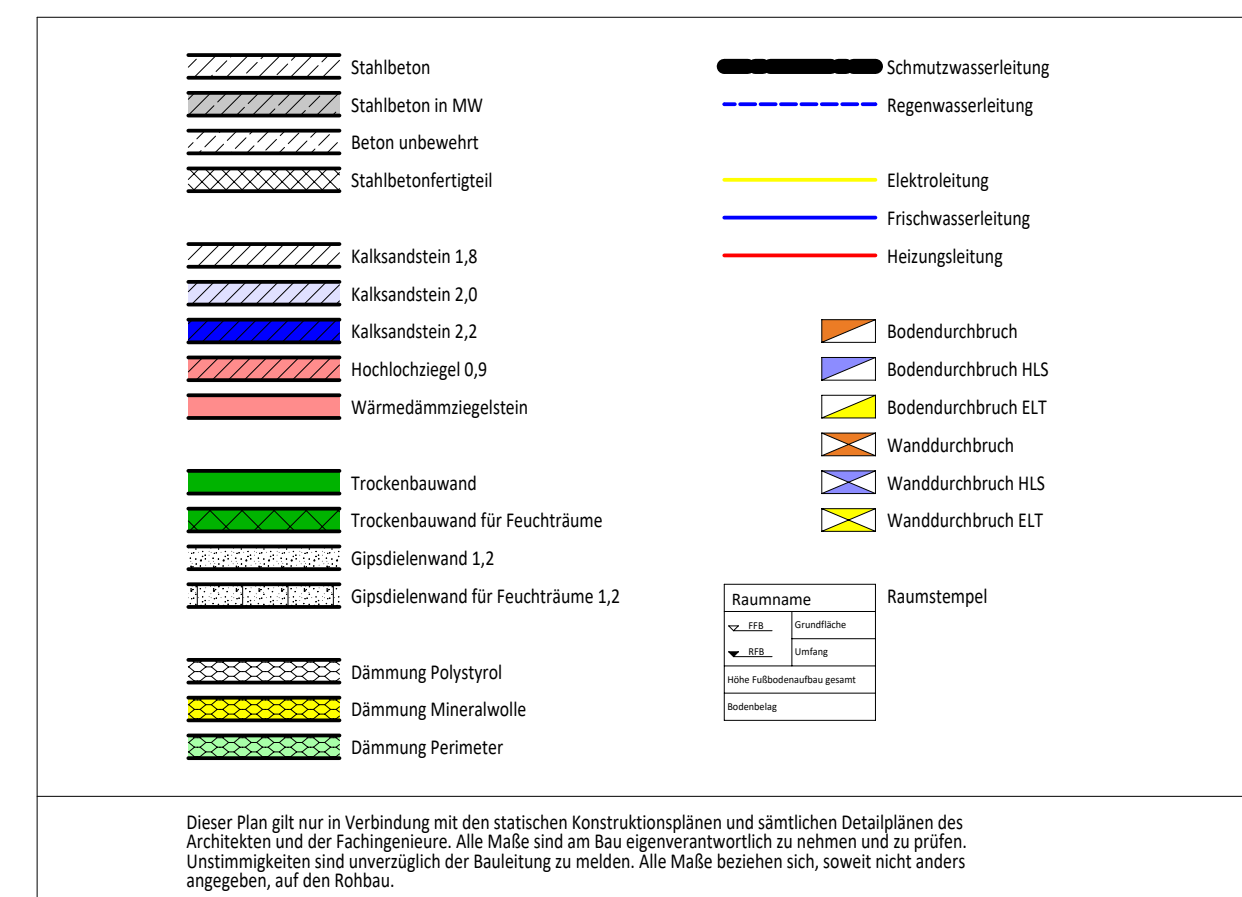 Stahlbeton
Stahlbeton in MW
Beton unbewehrt
Stahlbetonfertigteil
Kalksandstein 1,8
Kalksandstein 2,0
Kalksandstein 2,2
Hochlochziegel 0,9
Wärmedämmziegelstein
Trockenbauwand
Trockenbauwand für Feuchträume
Gipsdielenwand 1,2
Gipsdielenwand für Feuchträume 1,2
Dämmung Polystyrol
Dämmung Mineralwolle
Dämmung Perimeter
Schmutzwasserleitung
Regenwasserleitung
Elektroleitung
Frischwasserleitung
Heizungsleitung
Bodendurchbruch
Bodendurchbruch HLS
Bodendurchbruch ELT
Wanddurchbruch
Wanddurchbruch HLS
Wanddurchbruch ELT
Raumname
FFB Grundfläche
RFB Umfang
Höhe Fußbodenaufbau gesamt
Bodenbelag
Raumstempel
Dieser Plan gilt nur in Verbindung mit den statischen Konstruktionsplänen und sämtlichen Detailplänen des
Architekten und der Fachingenieure. Alle Maße sind am Bau eigenverantwortlich zu nehmen und zu prüfen.
Unstimmigkeiten sind unverzüglich der Bauleitung zu melden. Alle Maße beziehen sich, soweit nicht anders
angegeben, auf den Rohbau.